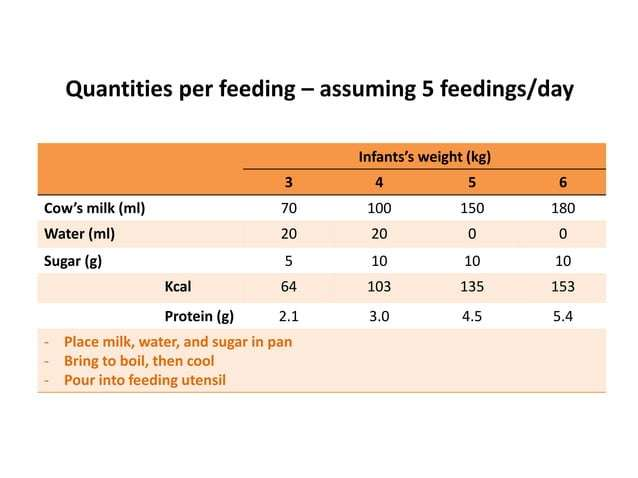 Quantities per feeding – assuming 5 feedings/day
Infants's weight (kg)
3 4 5 6
Cow's milk (ml) 70 100 150 180
Water (ml) 20 20 0 0
Sugar (g) 5 10 10 10
Kcal 64 103 135 153
Protein (g) 2.1 3.0 4.5 5.4
- Place milk, water, and sugar in pan
- Bring to boil, then cool
- Pour into feeding utensil